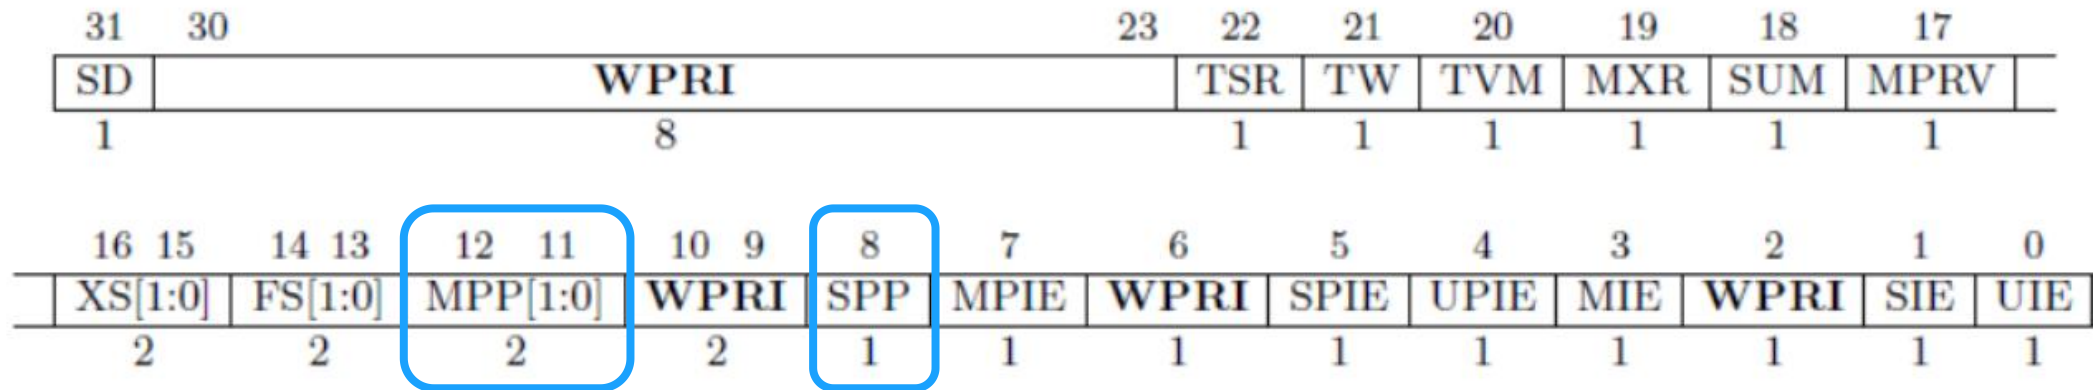 31 30 23 22 21 20 19 18 17
SD WPRI TSR TW TVM MXR SUM MPRV
1 8 1 1 1 1 1 1
16 15 14 13 12 11 10 9 8 7 6 5 4 3 2 1 0
XS[1:0] FS[1:0] MPP[1:0] WPRI SPP MPIE WPRI SPIE UPIE MIE WPRI SIE UIE
2 2 2 2 1 1 1 1 1 1 1 1 1